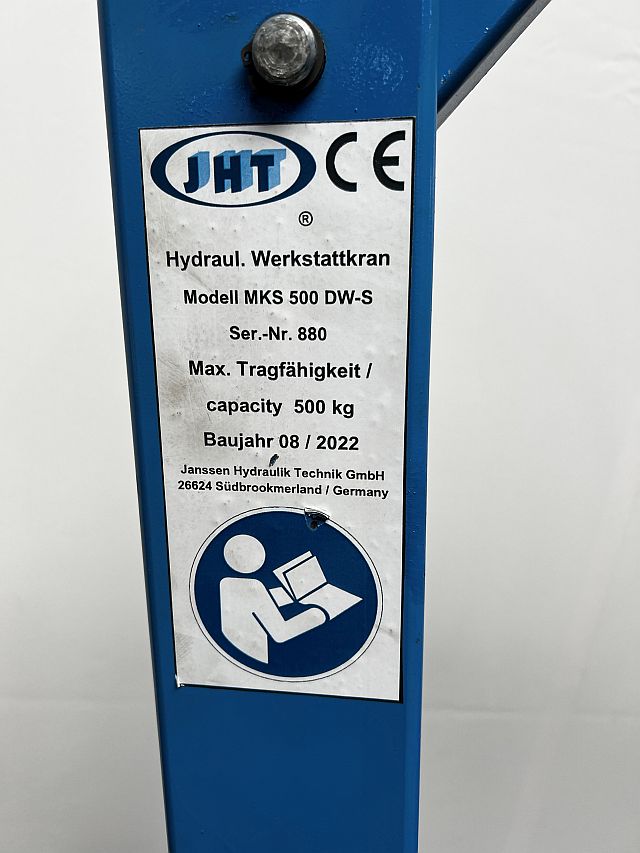 JHT CE
®
Hydraul. Werkstattkran
Modell MKS 500 DW-S
Ser.-Nr. 880
Max. Tragfähigkeit /
capacity 500 kg
Baujahr 08 / 2022
Janssen Hydraulik Technik GmbH
26624 Südbrookmerland / Germany